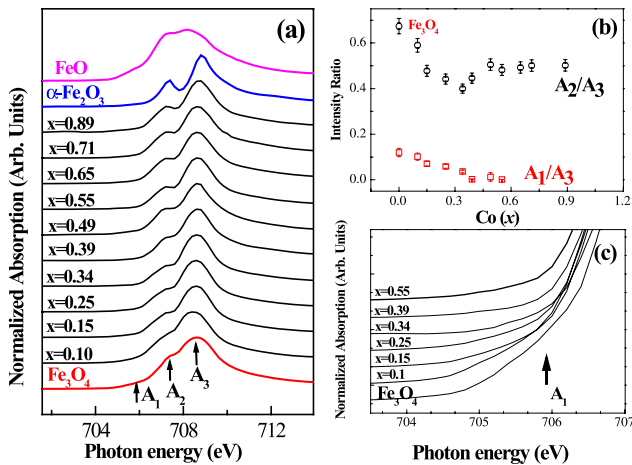 (a)
FeO
α-Fe2O3
x=0.89
x=0.71
x=0.65
x=0.55
x=0.49
x=0.39
x=0.34
x=0.25
x=0.15
x=0.10
Fe3O4
A1
A2
A3
704 708 712
Photon energy (eV)
Normalized Absorption (Arb. Units)
(b)
Fe3O4
A2/A3
A1/A3
0.6
0.4
0.2
0.0
0.0 0.3 0.6 0.9 1.2
Co (x)
Intensity Ratio
(c)
x=0.55
x=0.39
x=0.34
x=0.25
x=0.15
x=0.1
Fe3O4
A1
704 705 706 707
Photon energy (eV)
Normalized Absorption (Arb. Units)